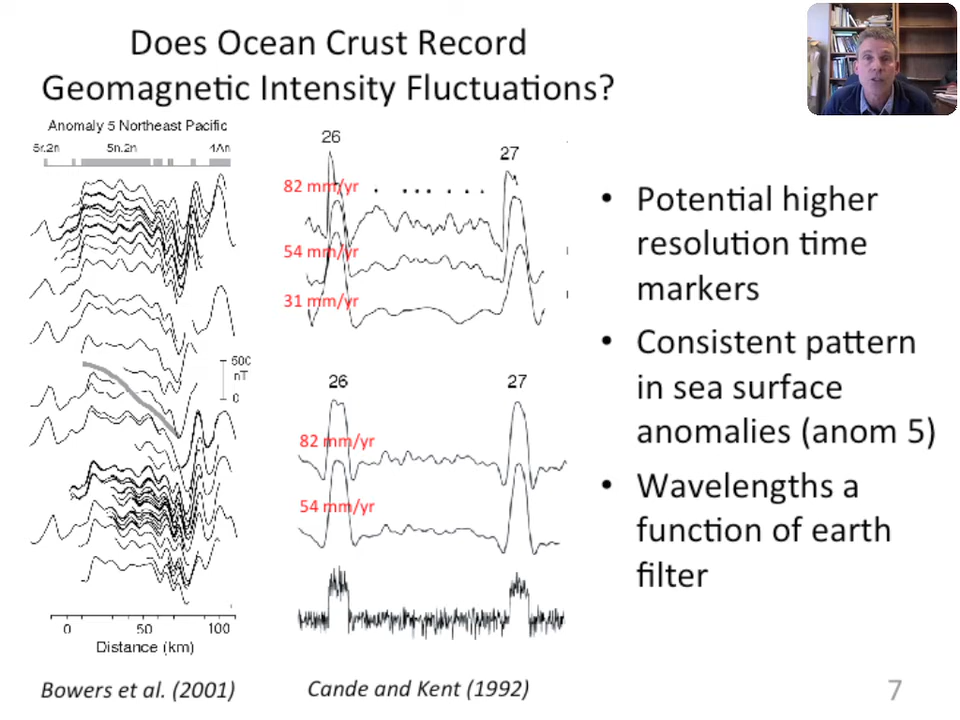 Does Ocean Crust Record
Geomagnetic Intensity Fluctuations?
Anomaly 5 Northeast Pacific
5r.2n 5n.2n 4An
500
nT
0
0 50 100
Distance (km)
Bowers et al. (2001)
26
27
82 mm/yr
54 mm/yr
31 mm/yr
26 27
82 mm/yr
54 mm/yr
Cande and Kent (1992)
• Potential higher
resolution time
markers
• Consistent pattern
in sea surface
anomalies (anom 5)
• Wavelengths a
function of earth
filter
7